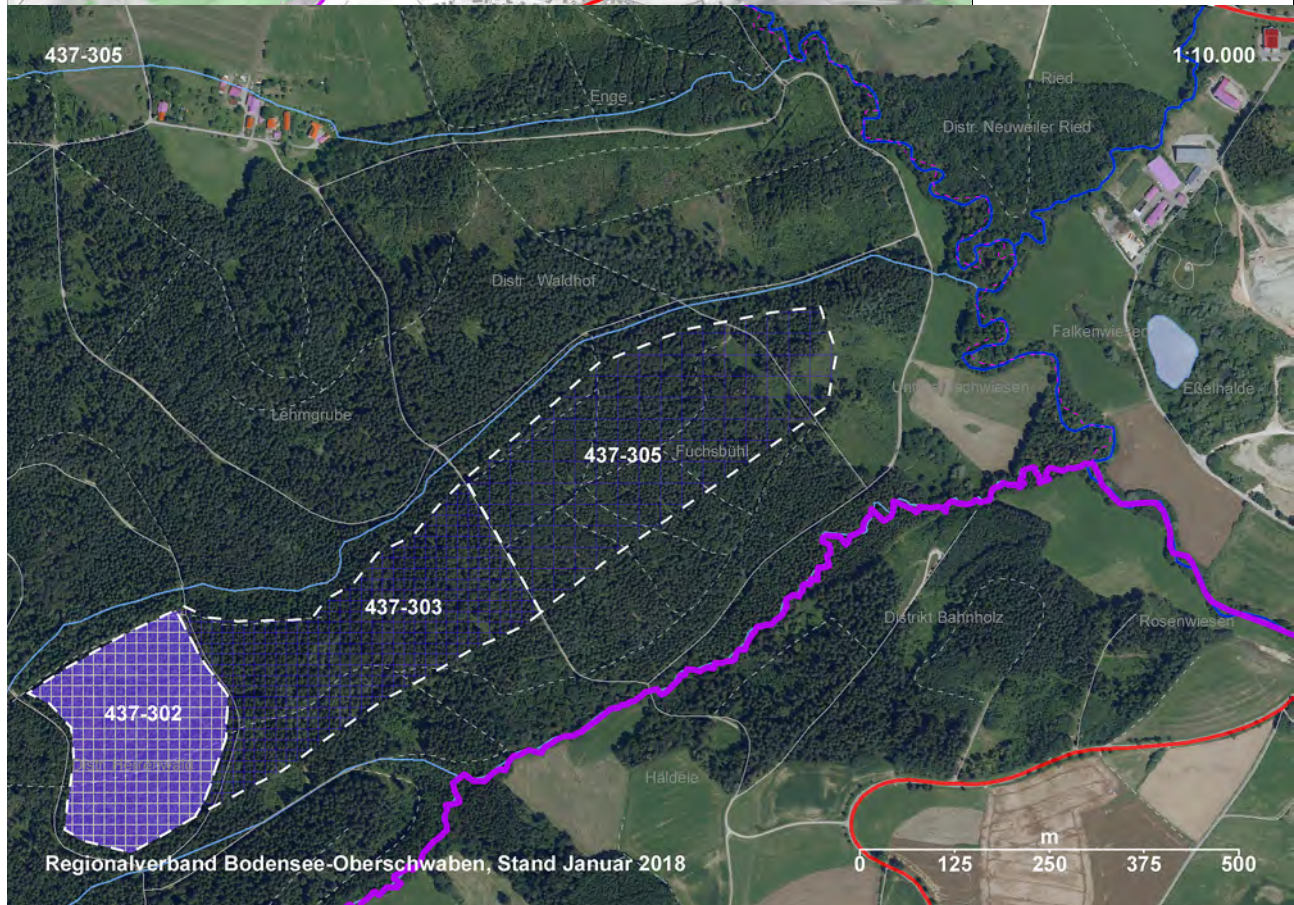 437-305
1:10.000
Ried
Enge
Distr. Neuweiler Ried
Distr. Waldhof
Falkenwiesen
Eßelhalde
Lehmgrube
437-305
Fuchsbühl
437-303
Distrikt Bahnholz
Rosenwiesen
437-302
Haldele
m
Regionalverband Bodensee-Oberschwaben, Stand Januar 2018
0 125 250 375 500